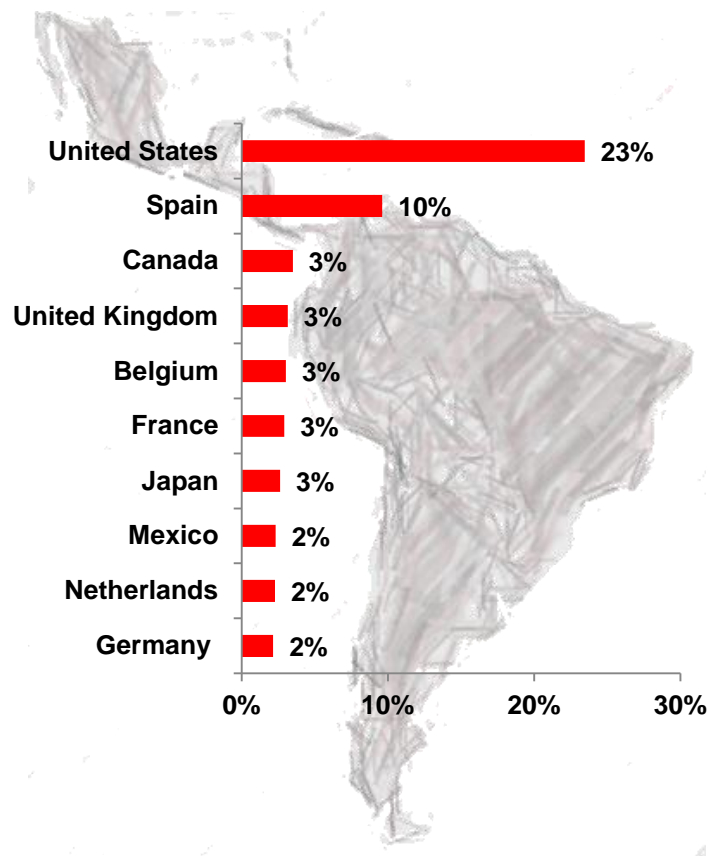 United States 23%
Spain 10%
Canada 3%
United Kingdom 3%
Belgium 3%
France 3%
Japan 3%
Mexico 2%
Netherlands 2%
Germany 2%
0% 10% 20% 30%